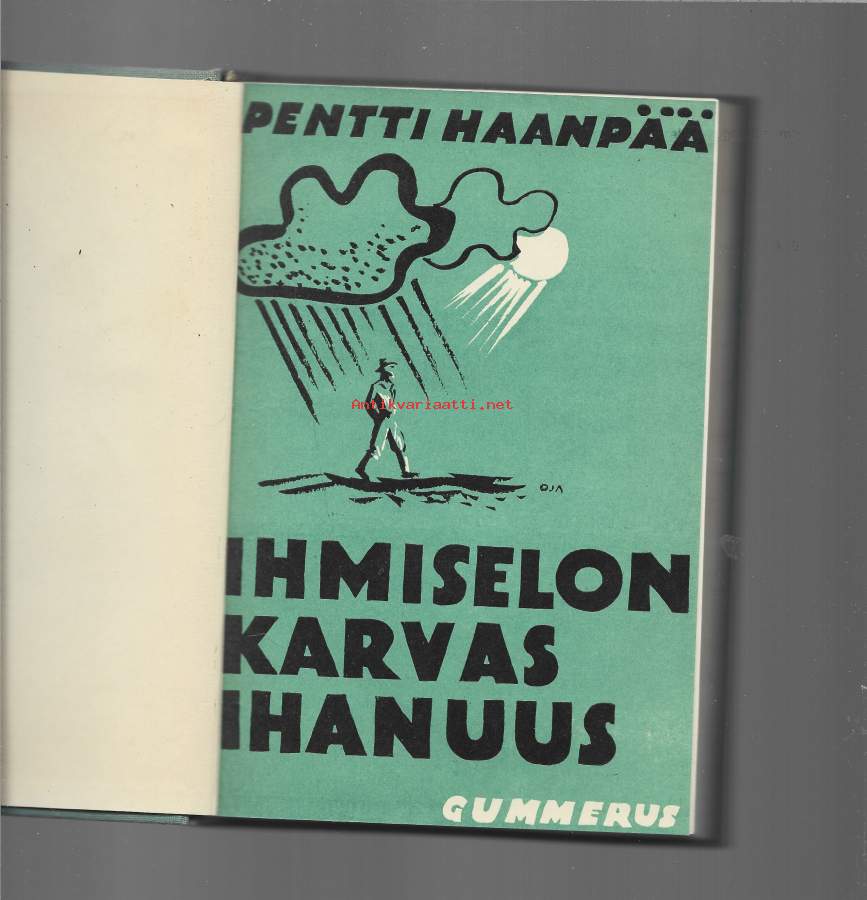 PENTTI HAANPÄÄ
Antikvariaatti.net
OJA
IHMISELON
KARVAS
IHANUUS
GUMMERUS